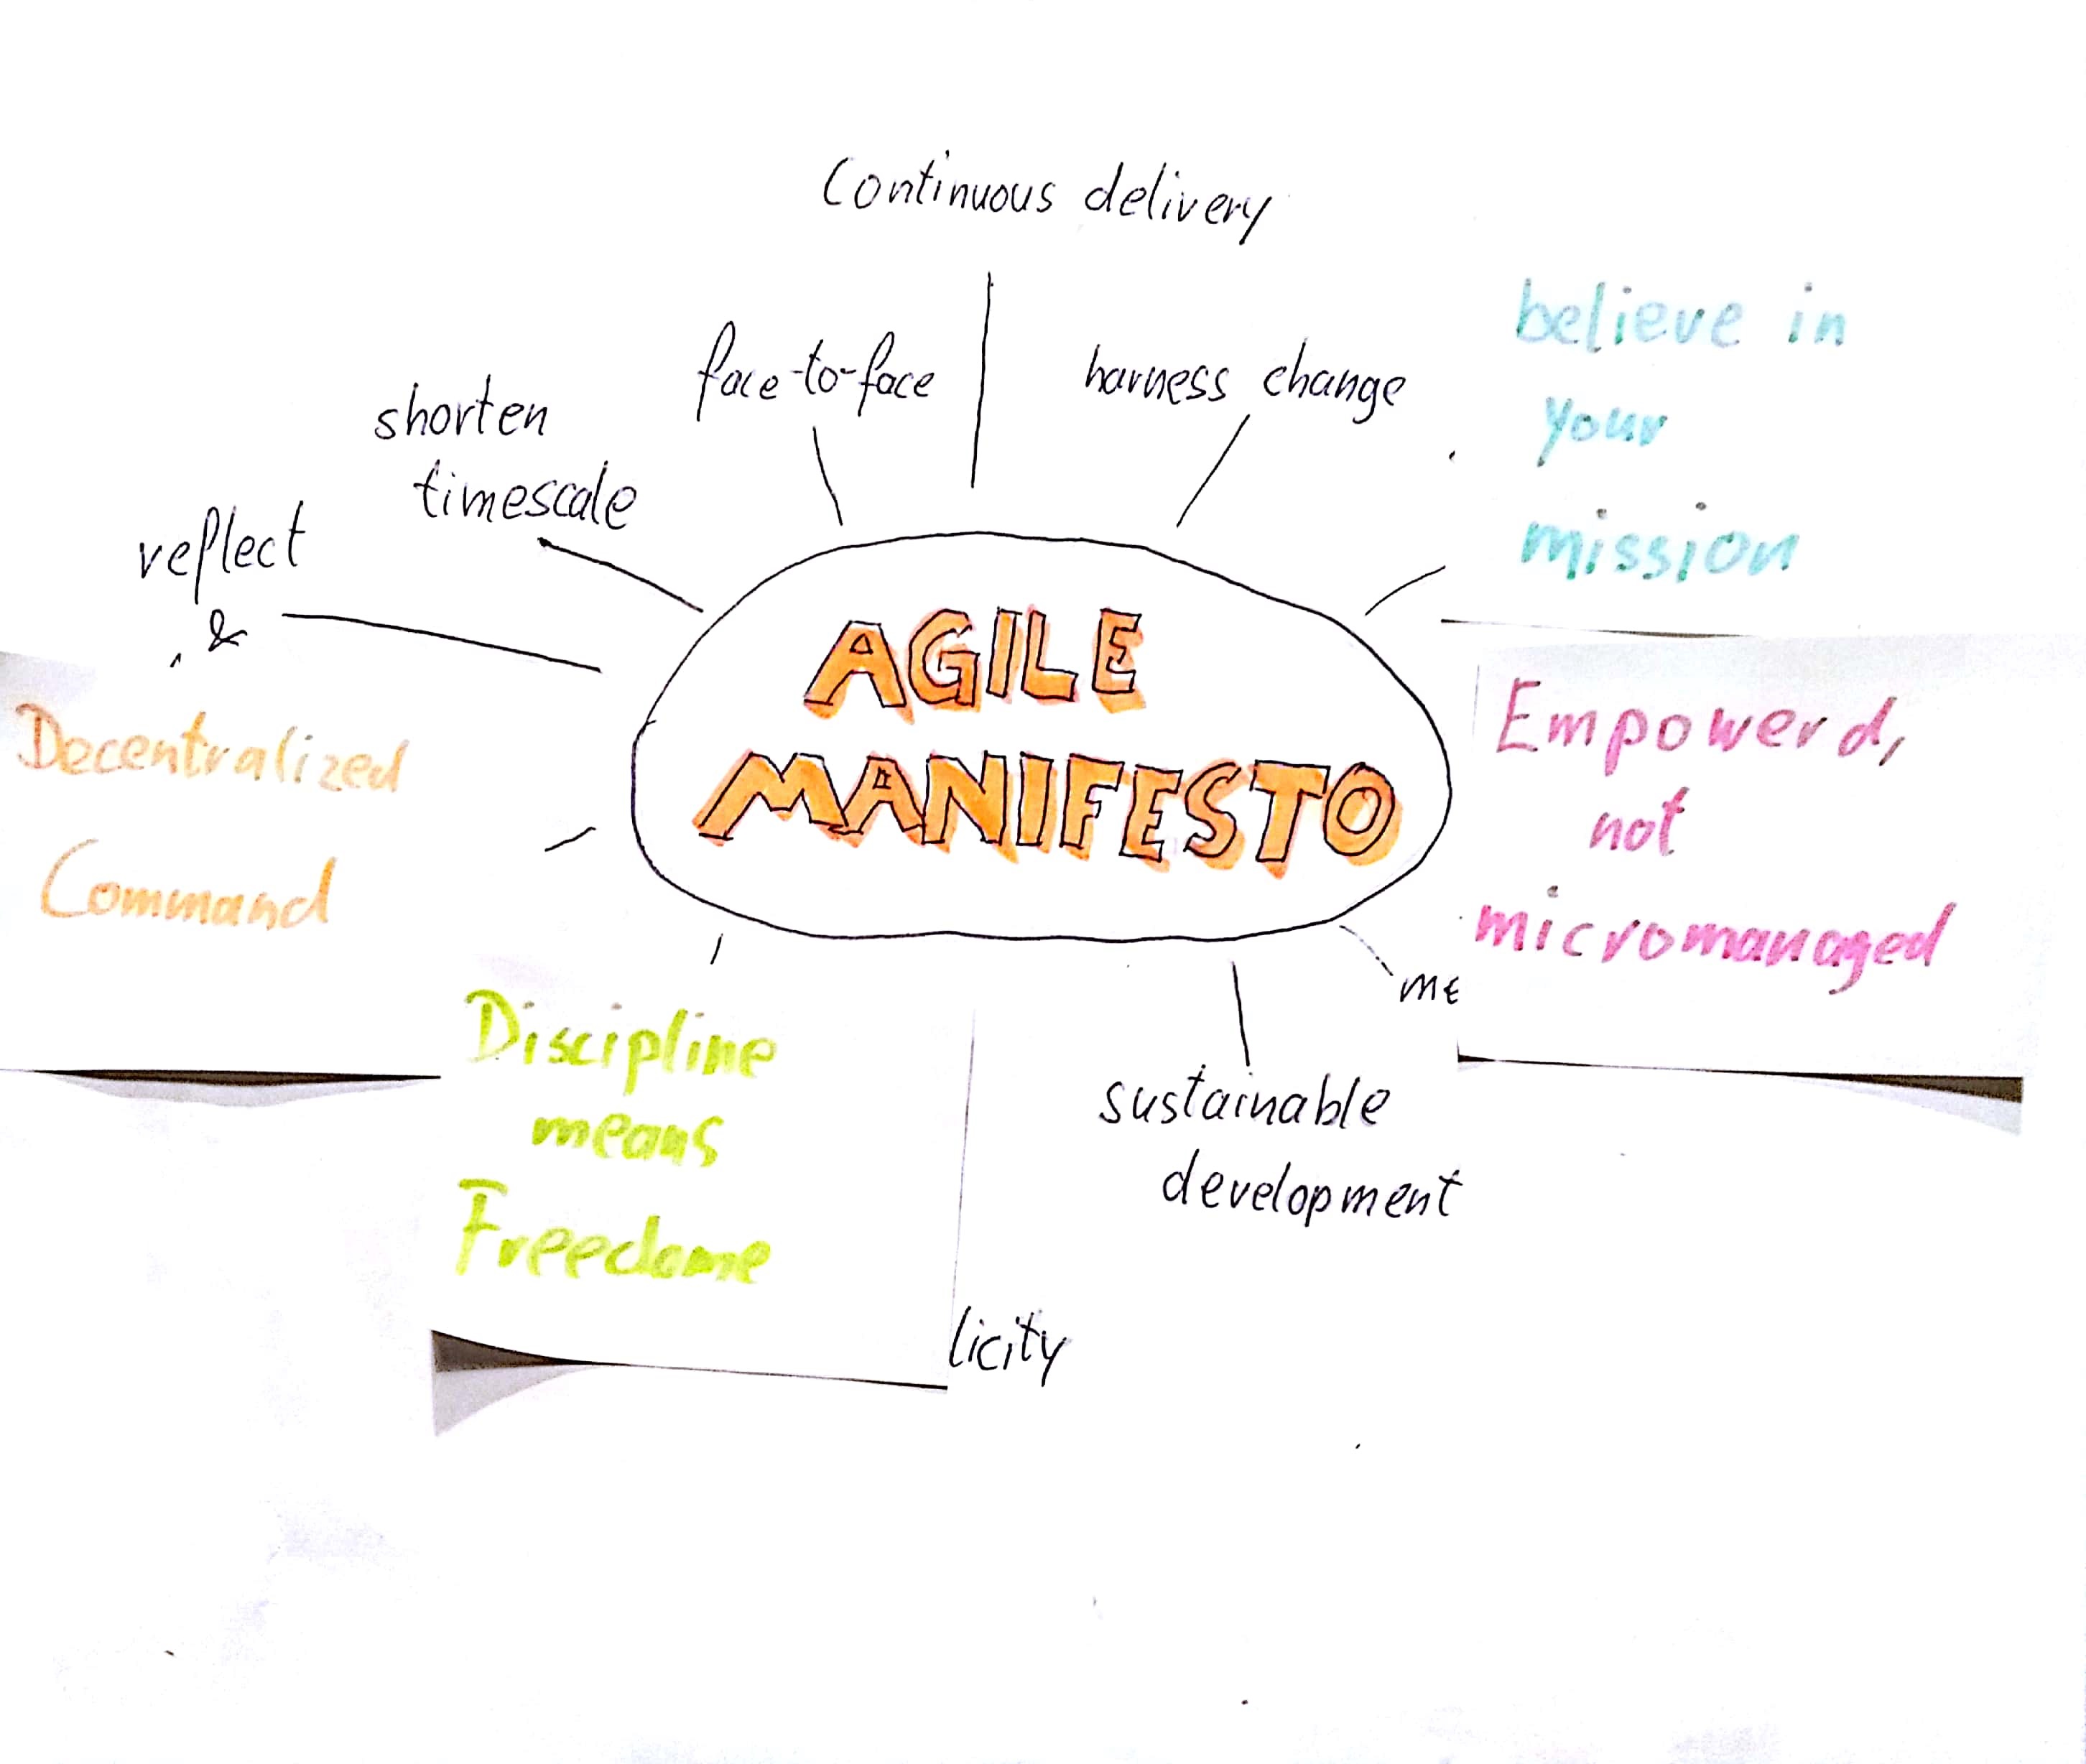 Continuous delivery
face-to-face
harness change
shorten
timescale
reflect
&
believe in
your
mission
AGILE
MANIFESTO
Decentralized
Command
Empowerd,
not
micromanaged
me
Discipline
means
Freedome
sustainable
development
licity